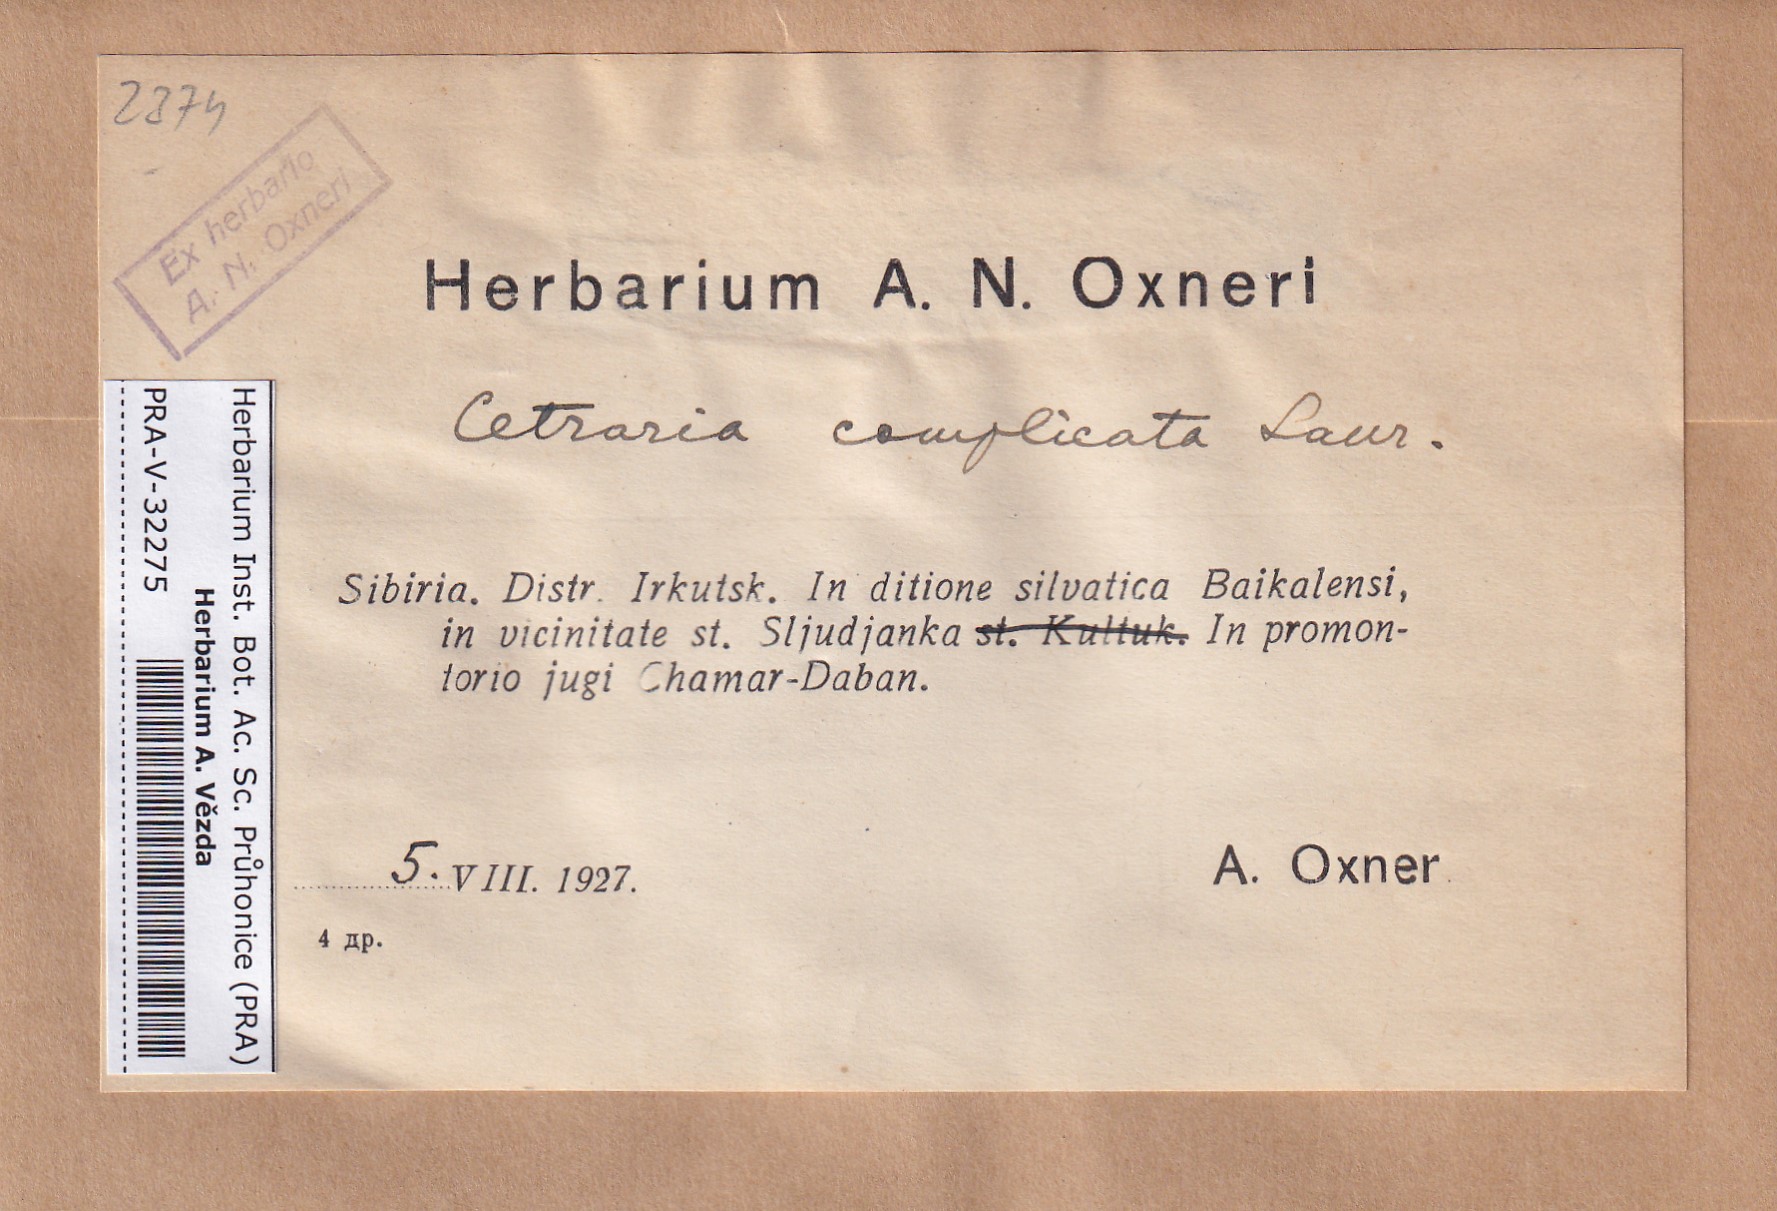 2374
Ex herbario
A. N. Oxneri
Herbarium A. N. Oxneri
Cetraria complicata Laur.
Sibiria. Distr. Irkutsk. In ditione silvatica Baikalensi,
in vicinitate st. Sljudjanka st. Kultuk. In promon-
torio jugi Chamar-Daban.
5. VIII. 1927.
A. Oxner
4 др.
Herbarium Inst. Bot. Ac. Sc. Průhonice (PRA)
Herbarium A. Vězda
PRA-V-32275